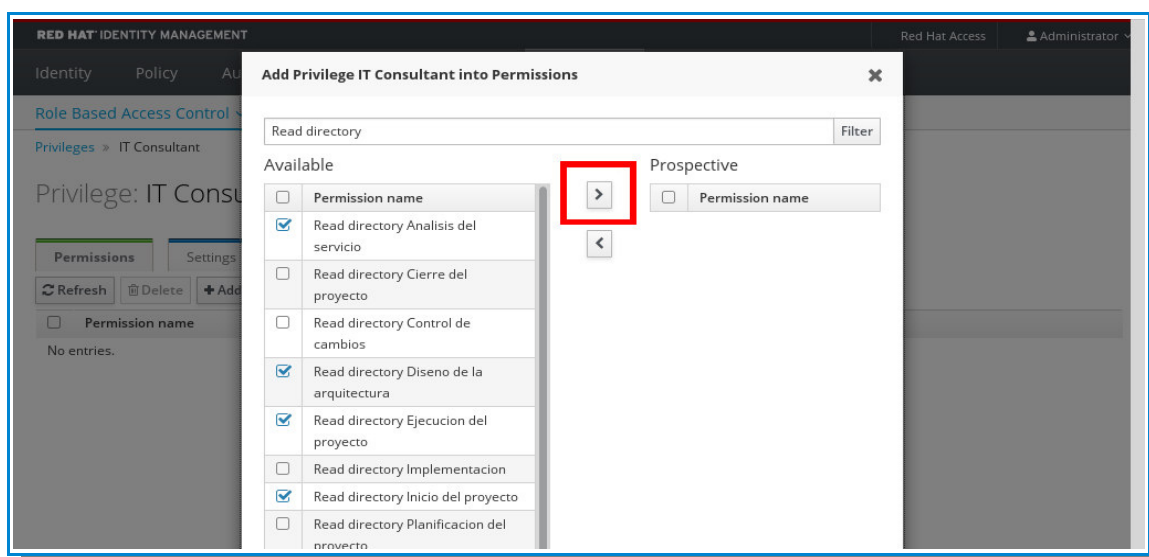 RED HAT IDENTITY MANAGEMENT
Red Hat Access
Administrator
Identity
Policy
Au
Add Privilege IT Consultant into Permissions
Role Based Access Control
Privileges » IT Consultant
Read directory
Filter
Available
Prospective
Privilege: IT Consu
Permission name
Permission name
Read directory Analisis del
servicio
Permissions
Settings
Read directory Cierre del
proyecto
Refresh
Delete
Add
Permission name
Read directory Control de
cambios
No entries.
Read directory Diseno de la
arquitectura
Read directory Ejecucion del
proyecto
Read directory Implementacion
Read directory Inicio del proyecto
Read directory Planificacion del
proyecto